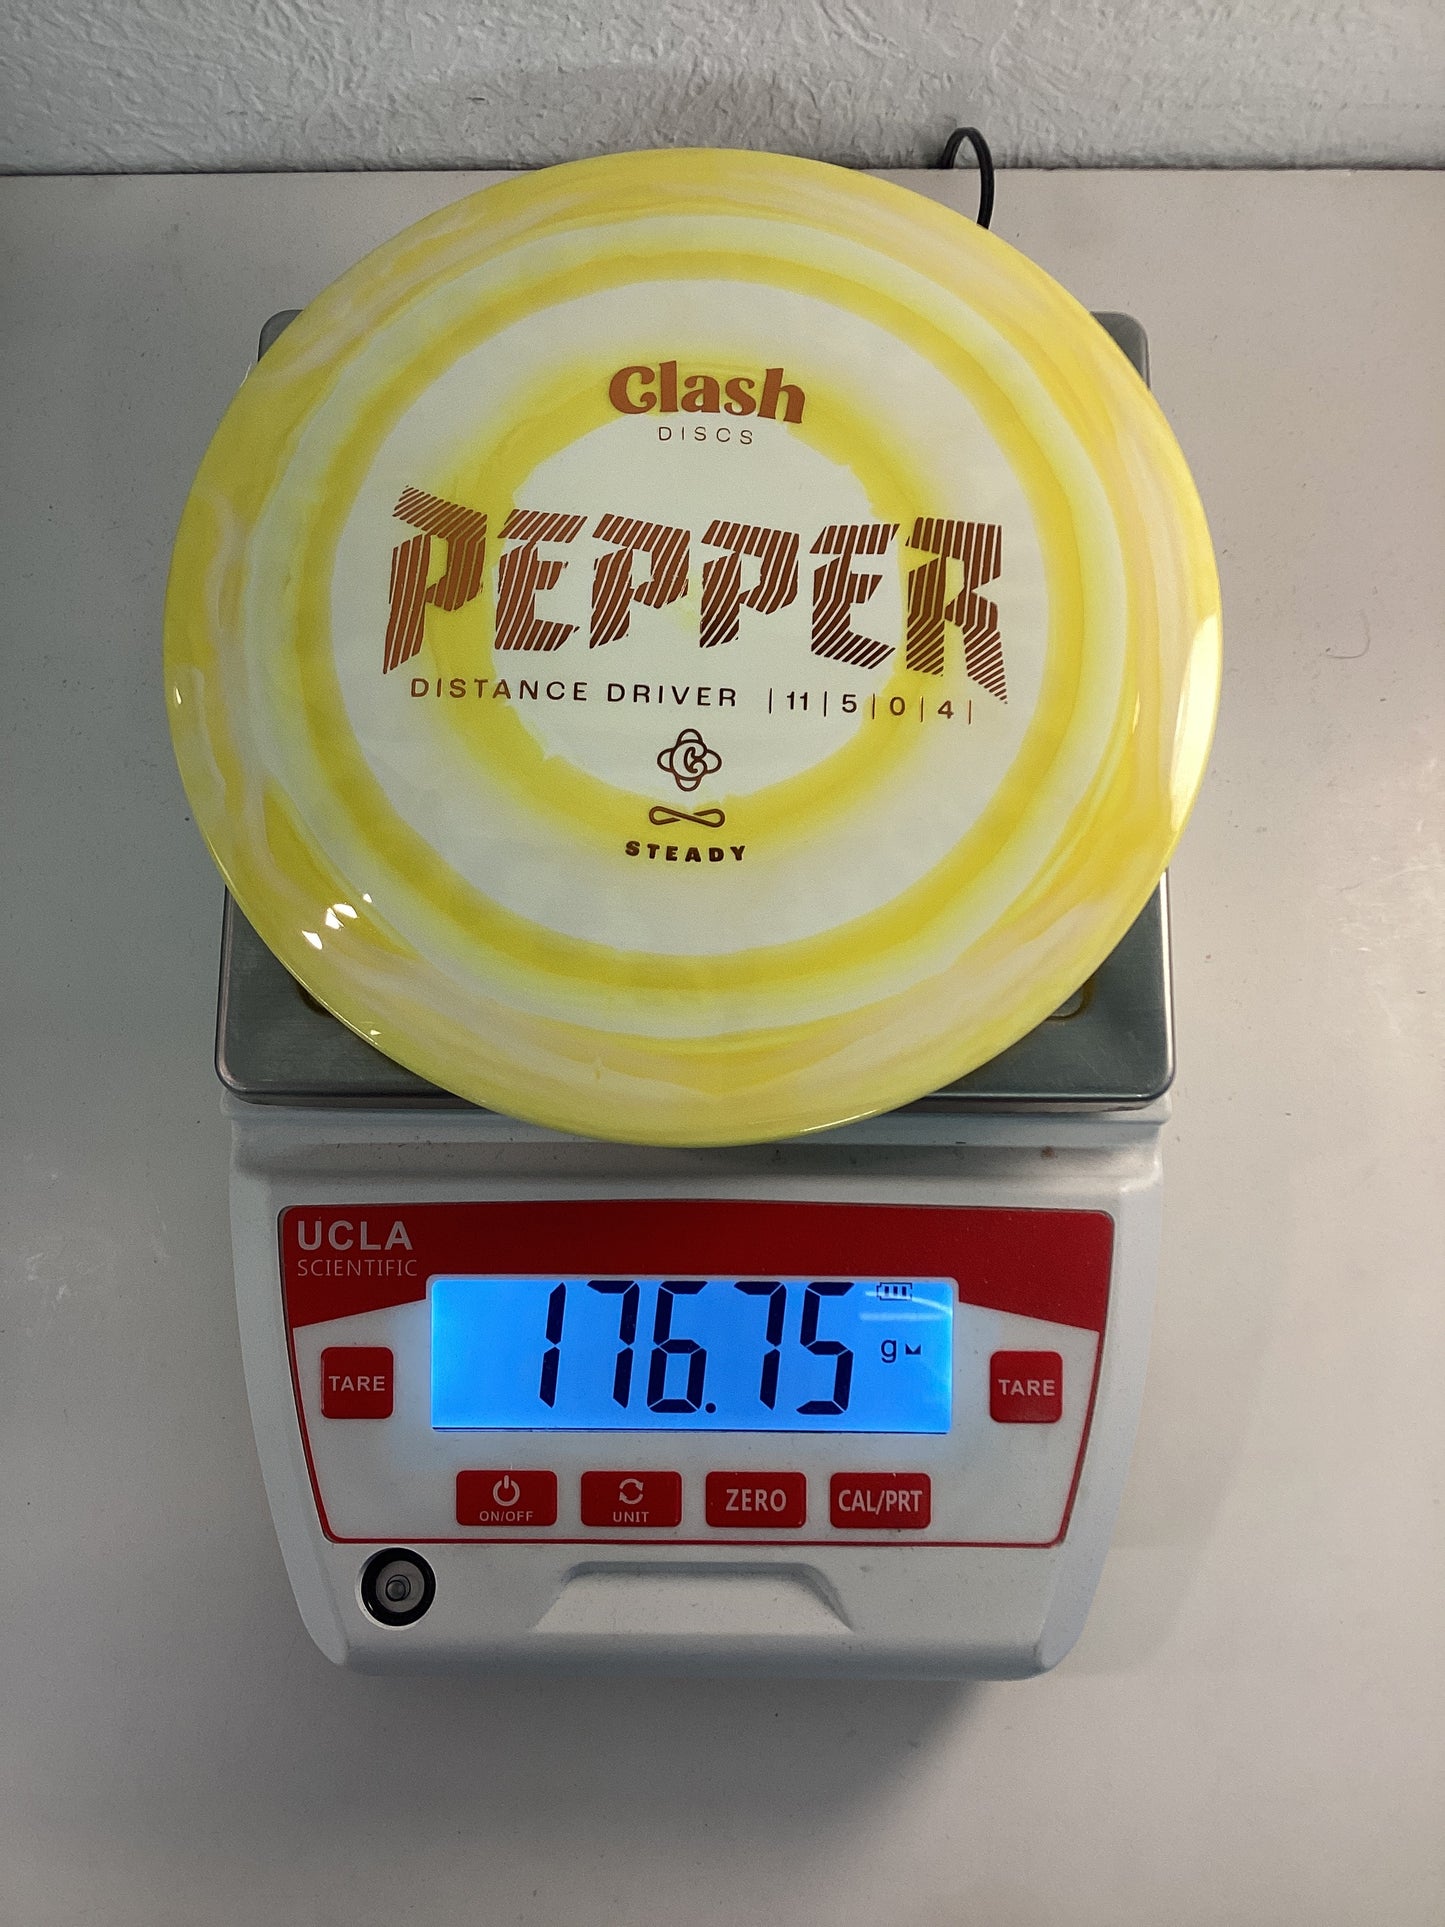 Clash
DISCS
PEPPER
DISTANCE DRIVER | 11 | 5 | 0 | 4 |
STEADY
UCLA
SCIENTIFIC
176.75 g
TARE
TARE
ON/OFF
UNIT
ZERO
CAL/PRT